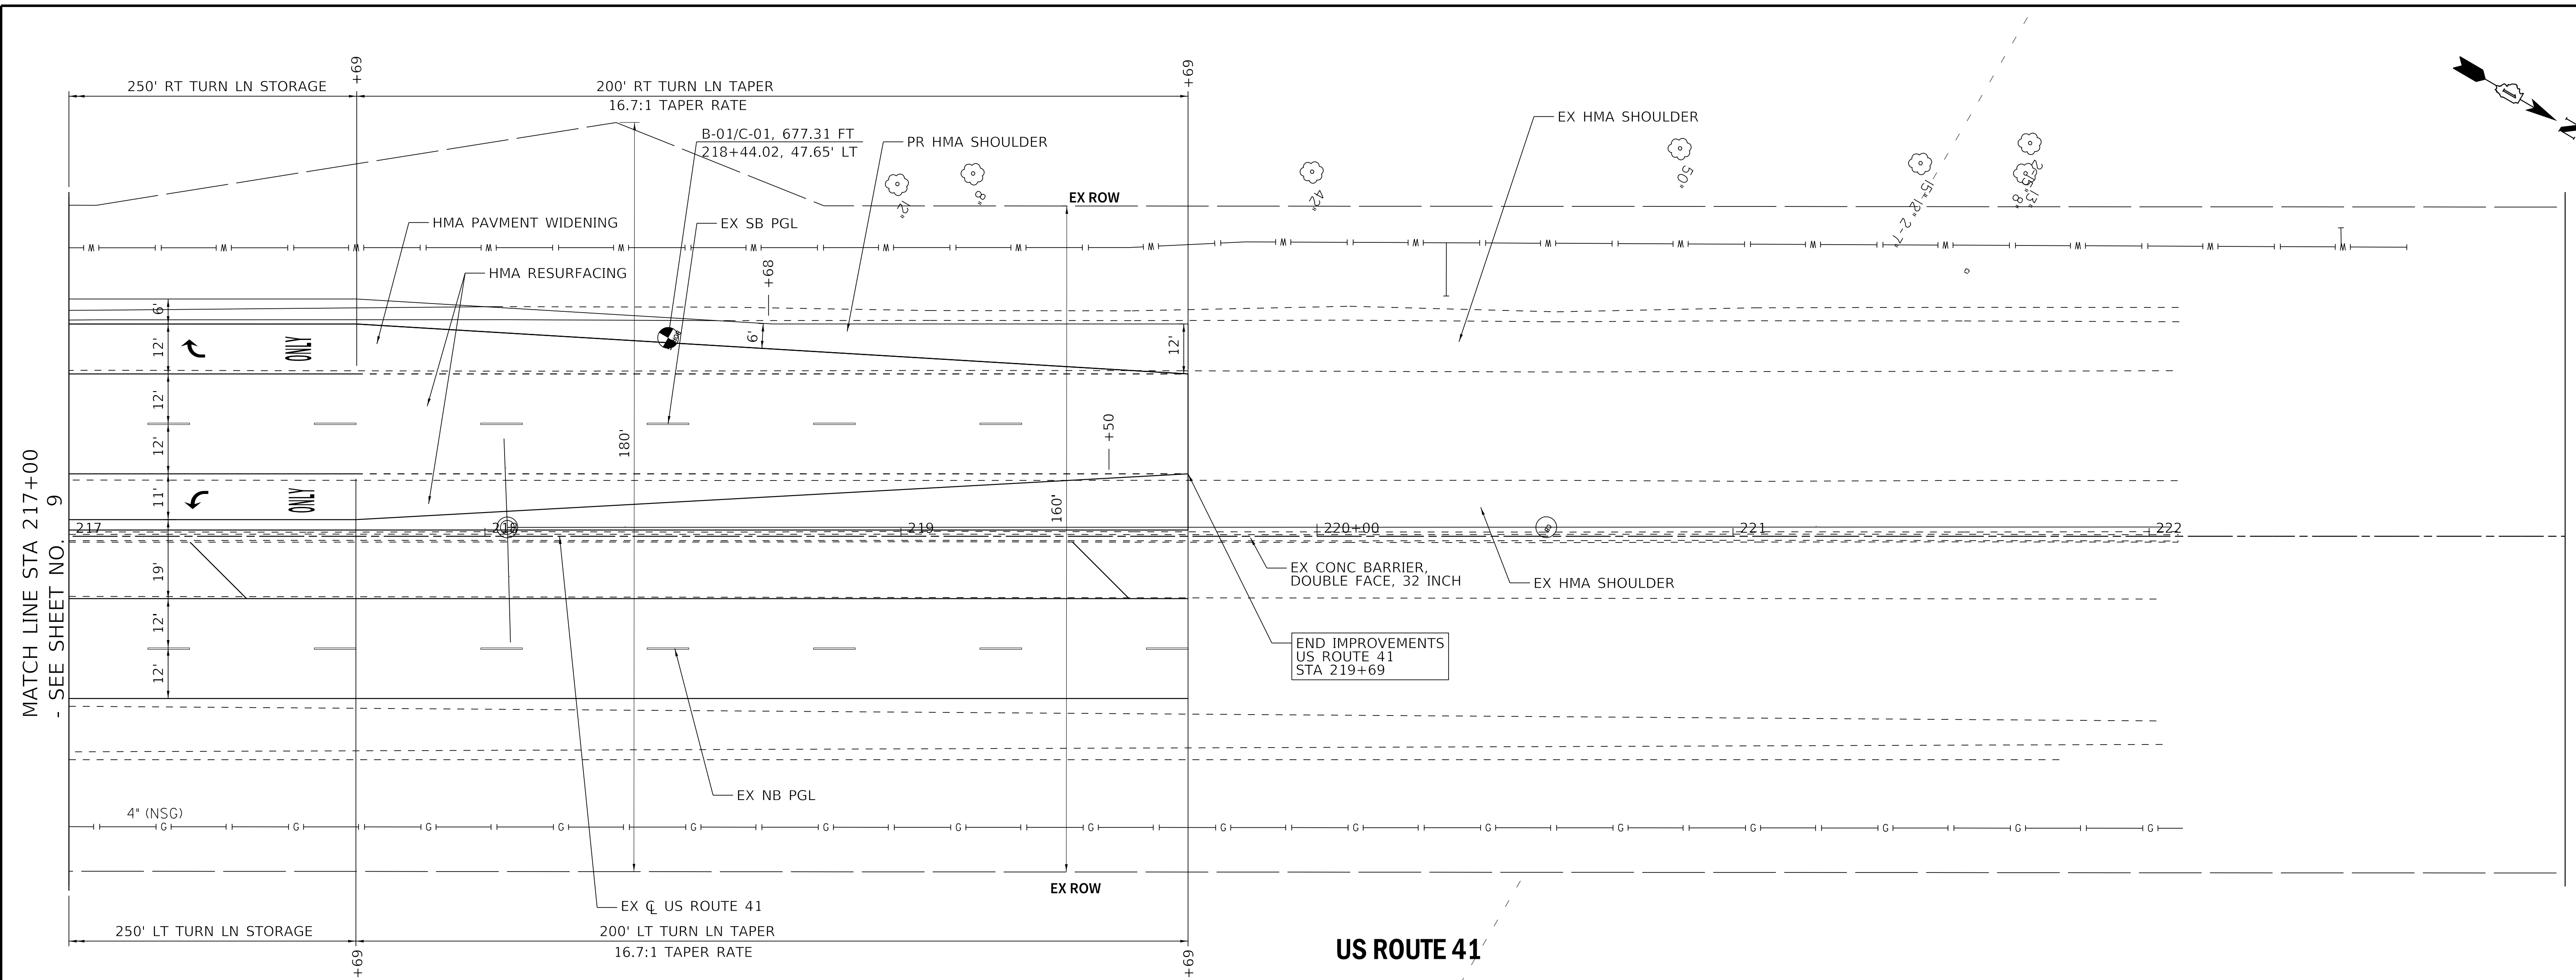 +69
+69
250' RT TURN LN STORAGE
200' RT TURN LN TAPER
16.7:1 TAPER RATE
B-01/C-01, 677.31 FT
218+44.02, 47.65' LT
PR HMA SHOULDER
EX HMA SHOULDER
N
12"
8"
42"
50"
EX ROW
HMA PAVMENT WIDENING
EX SB PGL
W W W W W W W W W W W W W W W W W W
HMA RESURFACING
+68
6'
12'
ONLY
6'
12'
12'
12'
180'
+50
11'
ONLY
160'
217
218
219
220+00
221
222
MATCH LINE STA 217+00
- SEE SHEET NO. 9
19'
EX CONC BARRIER,
DOUBLE FACE, 32 INCH
EX HMA SHOULDER
12'
12'
END IMPROVEMENTS
US ROUTE 41
STA 219+69
EX NB PGL
4" (NSG)
G G G G G G G G G G G G G G G G
EX ROW
EX CL US ROUTE 41
250' LT TURN LN STORAGE
200' LT TURN LN TAPER
16.7:1 TAPER RATE
+69
+69
US ROUTE 41